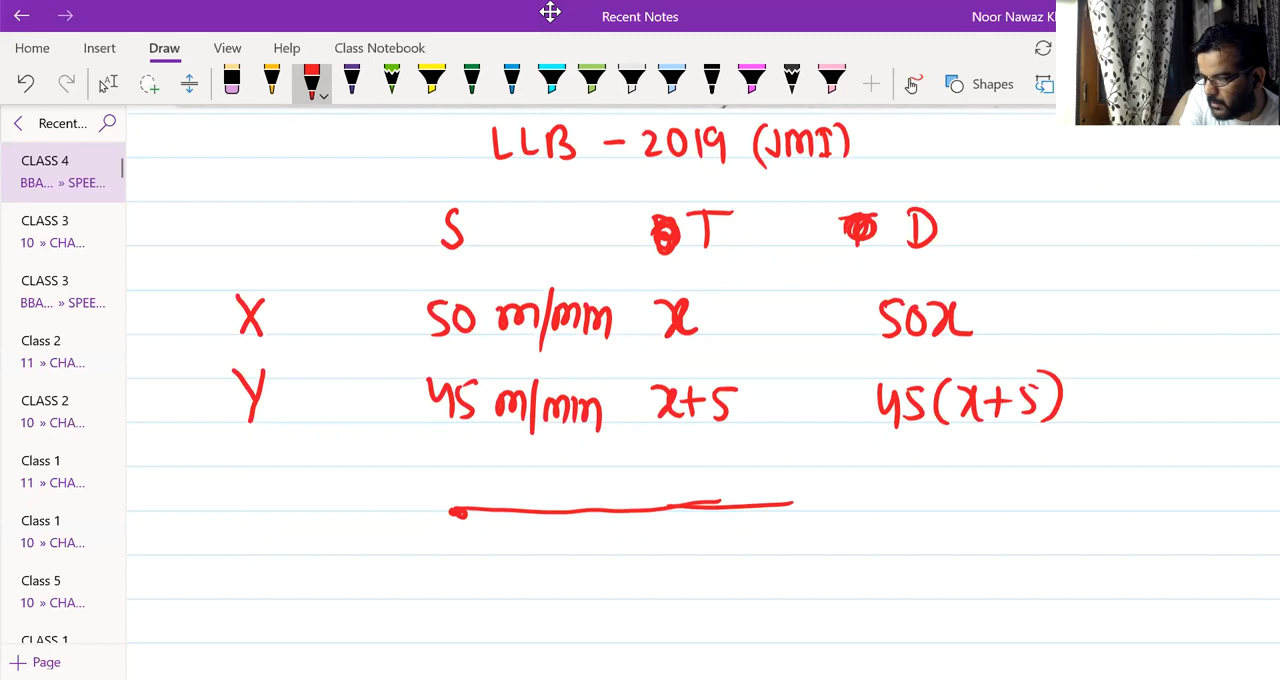 Recent Notes
Noor Nawaz K
Home Insert Draw View Help Class Notebook
Shapes
Recent...
CLASS 4
BBA... » SPEE...
CLASS 3
10 » CHA...
CLASS 3
BBA... » SPEE...
Class 2
11 » CHA...
CLASS 2
10 » CHA...
Class 1
11 » CHA...
Class 1
10 » CHA...
Class 5
10 » CHA...
CLASS 1
Page
LLB - 2019 (JMI)
S T D
X 50 m/min x 50x
Y 45 m/min x+5 45(x+5)